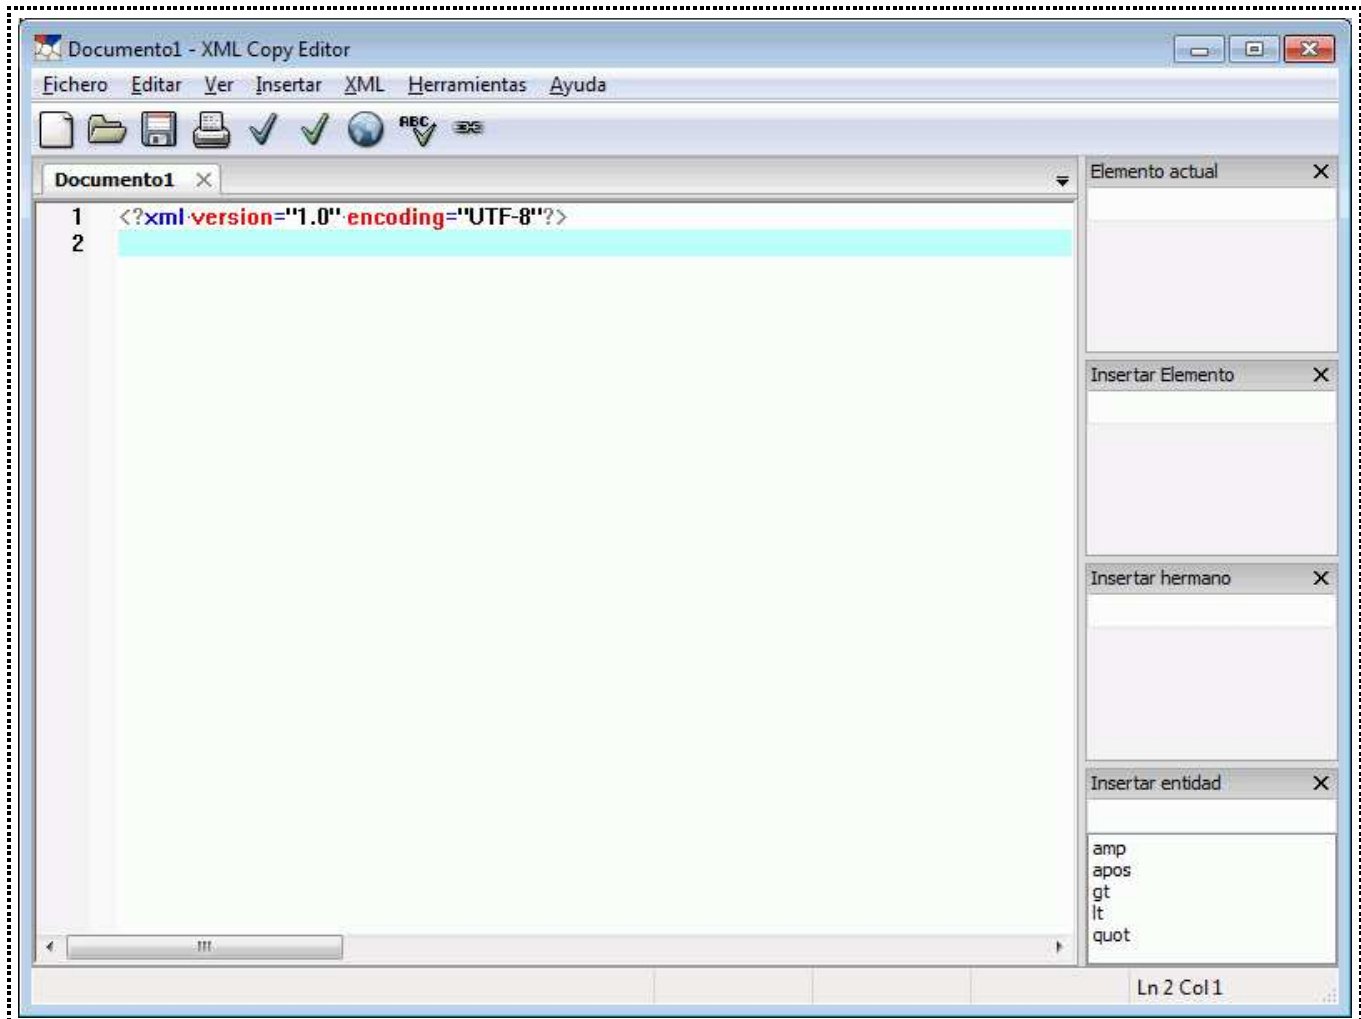 Documento1 - XML Copy Editor
Fichero Editar Ver Insertar XML Herramientas Ayuda
ABC
Documento1
1 <?xml version="1.0" encoding="UTF-8"?>
2
Elemento actual
Insertar Elemento
Insertar hermano
Insertar entidad
amp
apos
gt
lt
quot
Ln 2 Col 1